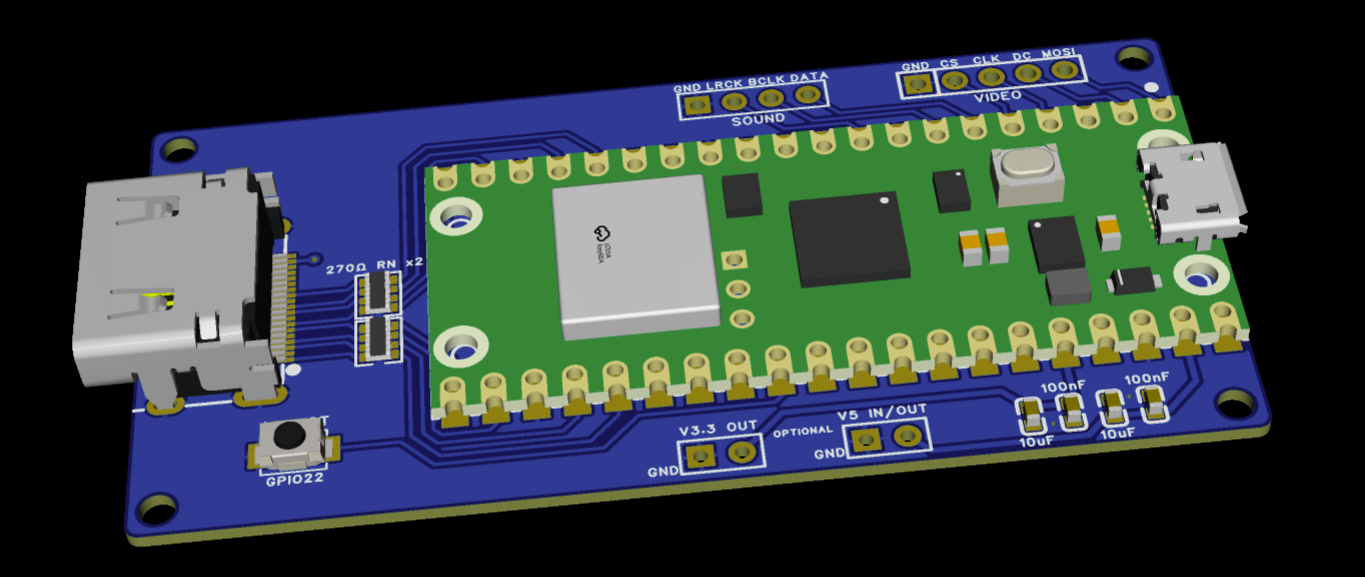 GND LRCK BCLK DATA
SOUND
GND CS CLK DC MOSI
VIDEO
270Ω RN x2
GPIO22
V3.3 OUT
GND
OPTIONAL
V5 IN/OUT
GND
100nF
100nF
10uF
10uF